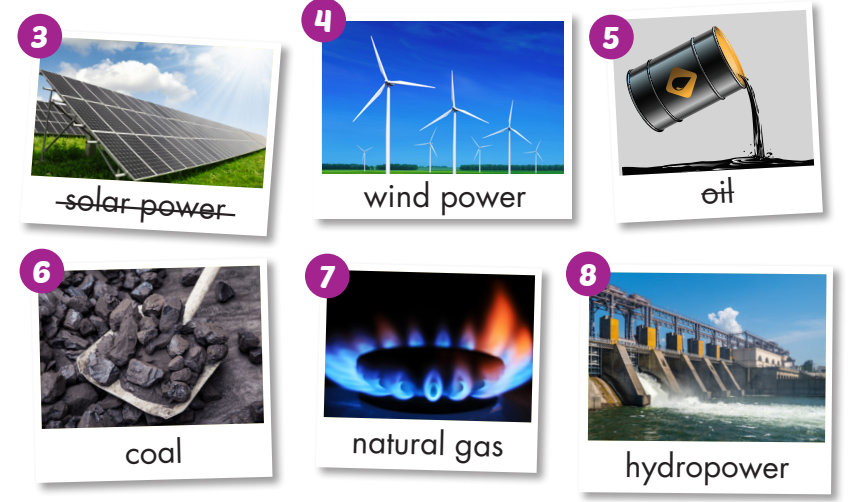 3
solar power
4
wind power
5
oil
6
coal
7
natural gas
8
hydropower